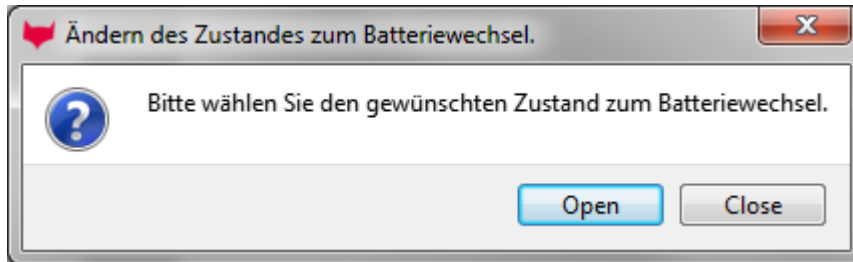 Ändern des Zustandes zum Batteriewechsel.
Bitte wählen Sie den gewünschten Zustand zum Batteriewechsel.
Open
Close